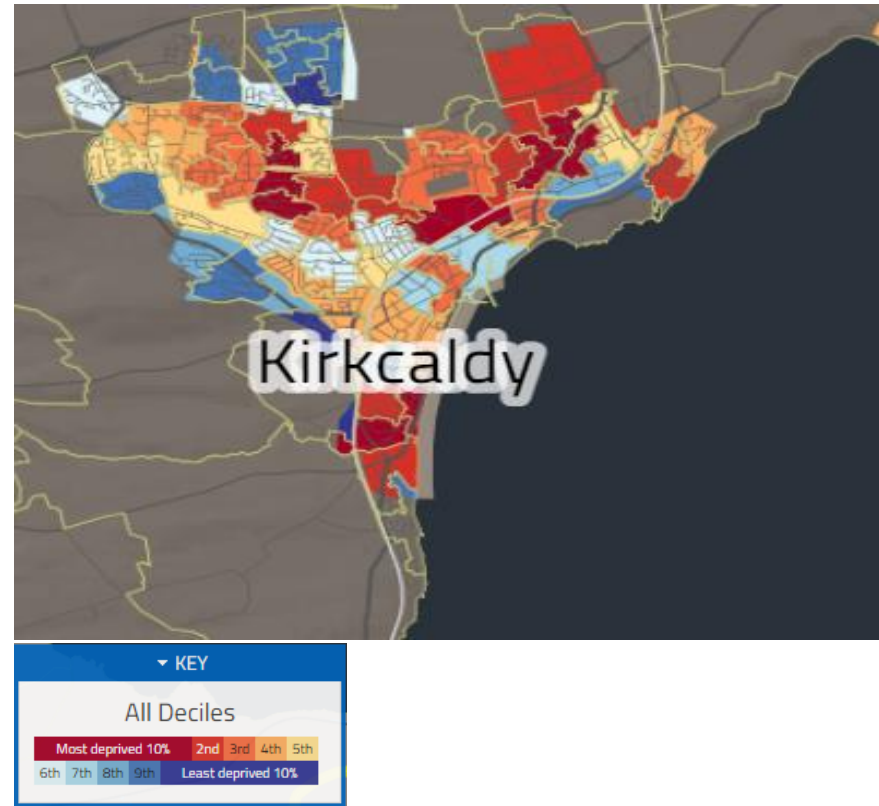 Kirkcaldy
KEY
All Deciles
Most deprived 10% 2nd 3rd 4th 5th
6th 7th 8th 9th Least deprived 10%